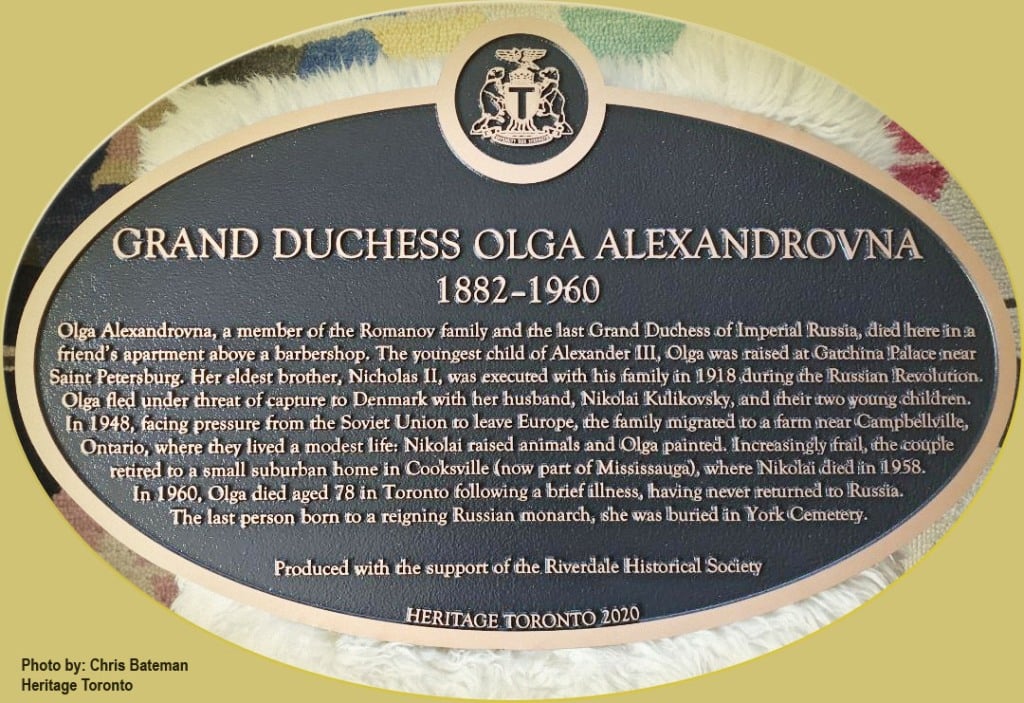 GRAND DUCHESS OLGA ALEXANDROVNA
1882–1960
Olga Alexandrovna, a member of the Romanov family and the last Grand Duchess of Imperial Russia, died here in a
friend's apartment above a barbershop. The youngest child of Alexander III, Olga was raised at Gatchina Palace near
Saint Petersburg. Her eldest brother, Nicholas II, was executed with his family in 1918 during the Russian Revolution.
Olga fled under threat of capture to Denmark with her husband, Nikolai Kulikovsky, and their two young children.
In 1948, facing pressure from the Soviet Union to leave Europe, the family migrated to a farm near Campbellville,
Ontario, where they lived a modest life: Nikolai raised animals and Olga painted. Increasingly frail, the couple
retired to a small suburban home in Cooksville (now part of Mississauga), where Nikolai died in 1958.
In 1960, Olga died aged 78 in Toronto following a brief illness, having never returned to Russia.
The last person born to a reigning Russian monarch, she was buried in York Cemetery.
Produced with the support of the Riverdale Historical Society
HERITAGE TORONTO 2020
Photo by: Chris Bateman
Heritage Toronto